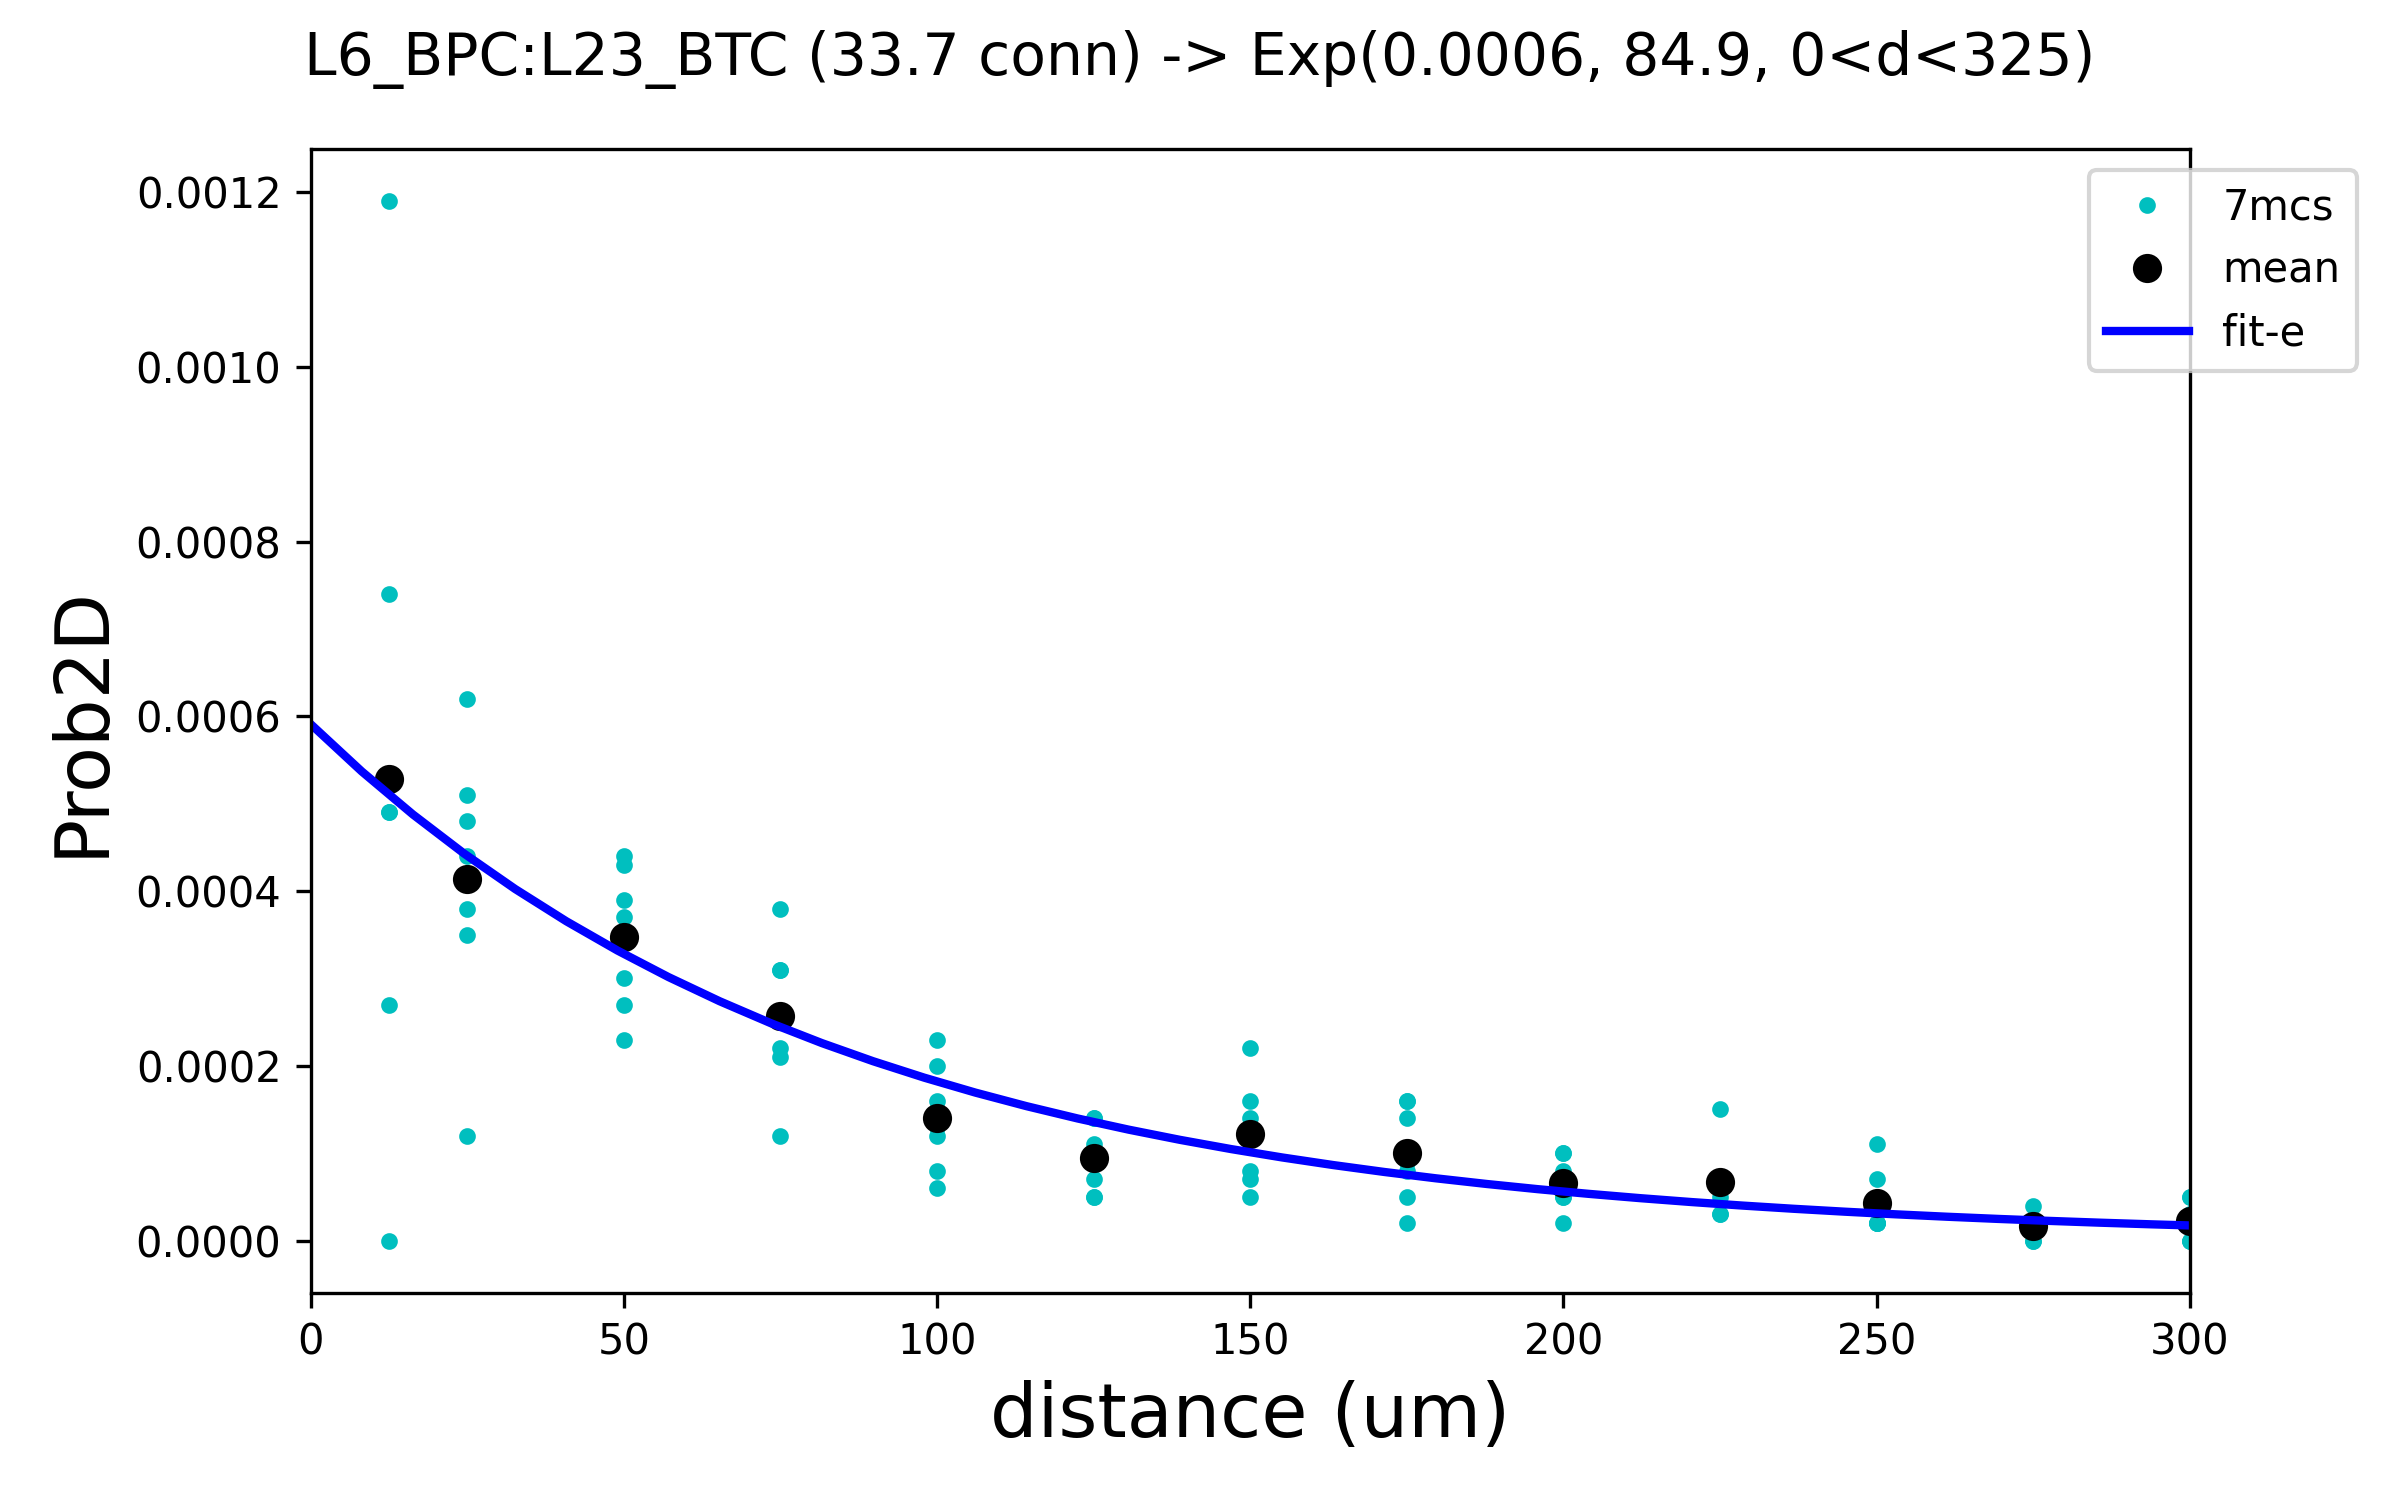 L6_BPC:L23_BTC (33.7 conn) -> Exp(0.0006, 84.9, 0<d<325)
7mcs
mean
fit-e
0.0012
0.0010
0.0008
0.0006
0.0004
0.0002
0.0000
Prob2D
0 50 100 150 200 250 300
distance (um)